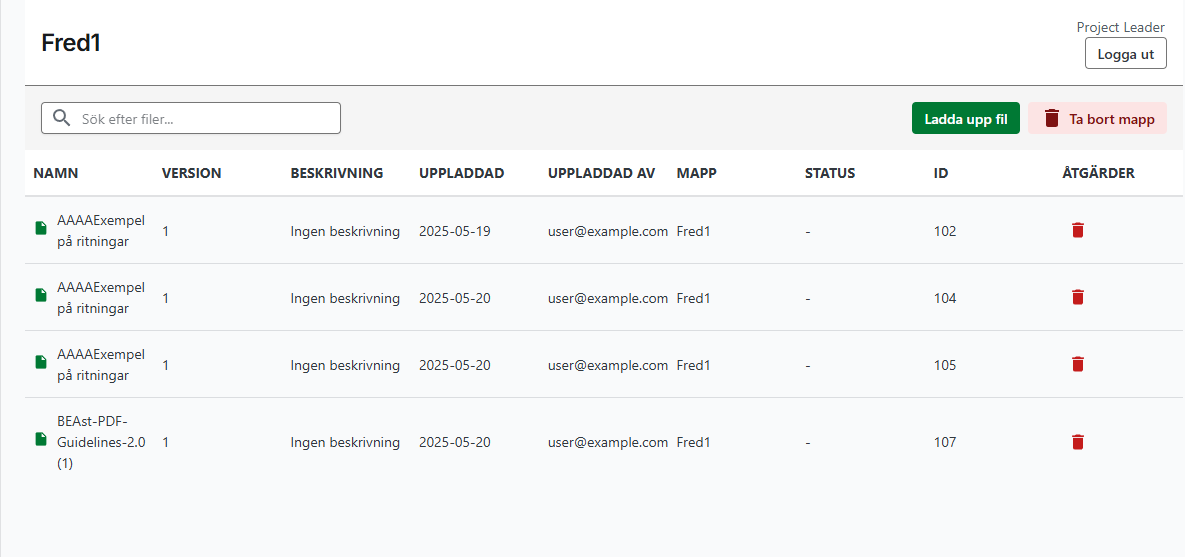 Fred1
Project Leader
Logga ut
Sök efter filer...
Ladda upp fil
Ta bort mapp
NAMN VERSION BESKRIVNING UPPLADDAD UPPLADDAD AV MAPP STATUS ID ÅTGÄRDER
AAAAExempel
på ritningar
1 Ingen beskrivning 2025-05-19 user@example.com Fred1 - 102
AAAAExempel
på ritningar
1 Ingen beskrivning 2025-05-20 user@example.com Fred1 - 104
AAAAExempel
på ritningar
1 Ingen beskrivning 2025-05-20 user@example.com Fred1 - 105
BEAst-PDF-
Guidelines-2.0
(1)
1 Ingen beskrivning 2025-05-20 user@example.com Fred1 - 107